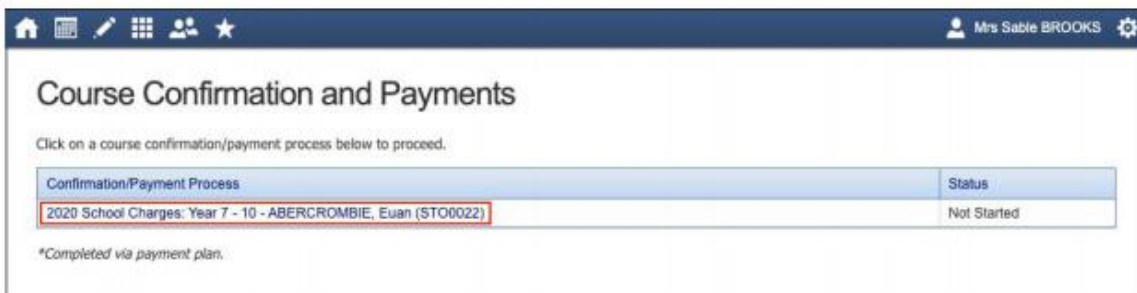 Mrs Sable BROOKS
Course Confirmation and Payments
Click on a course confirmation/payment process below to proceed.
Confirmation/Payment Process Status
2020 School Charges: Year 7 - 10 - ABERCROMBIE, Euan (STO0022) Not Started
*Completed via payment plan.